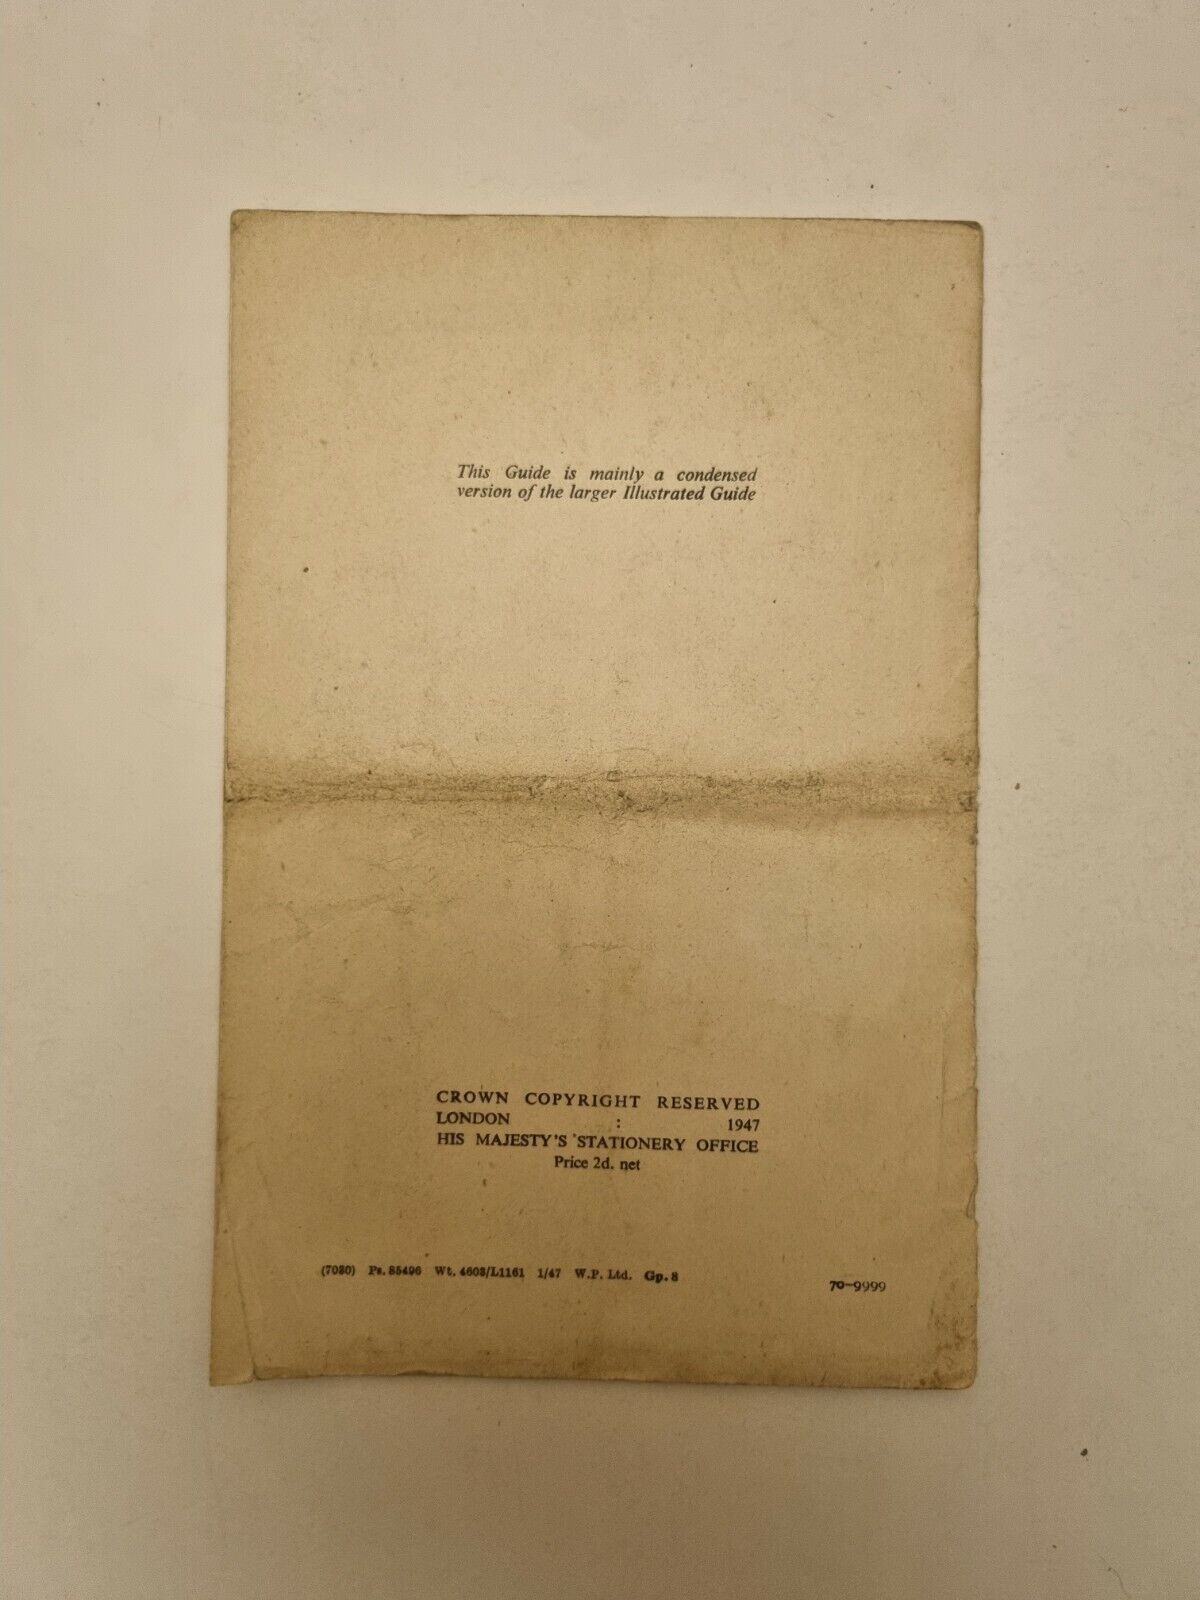 This Guide is mainly a condensed
version of the larger Illustrated Guide
CROWN COPYRIGHT RESERVED
LONDON : 1947
HIS MAJESTY'S STATIONERY OFFICE
Price 2d. net
(7080) Ps. 85496 Wt. 4608/L1161 1/47 W.P. Ltd. Gp. 8
70-9999